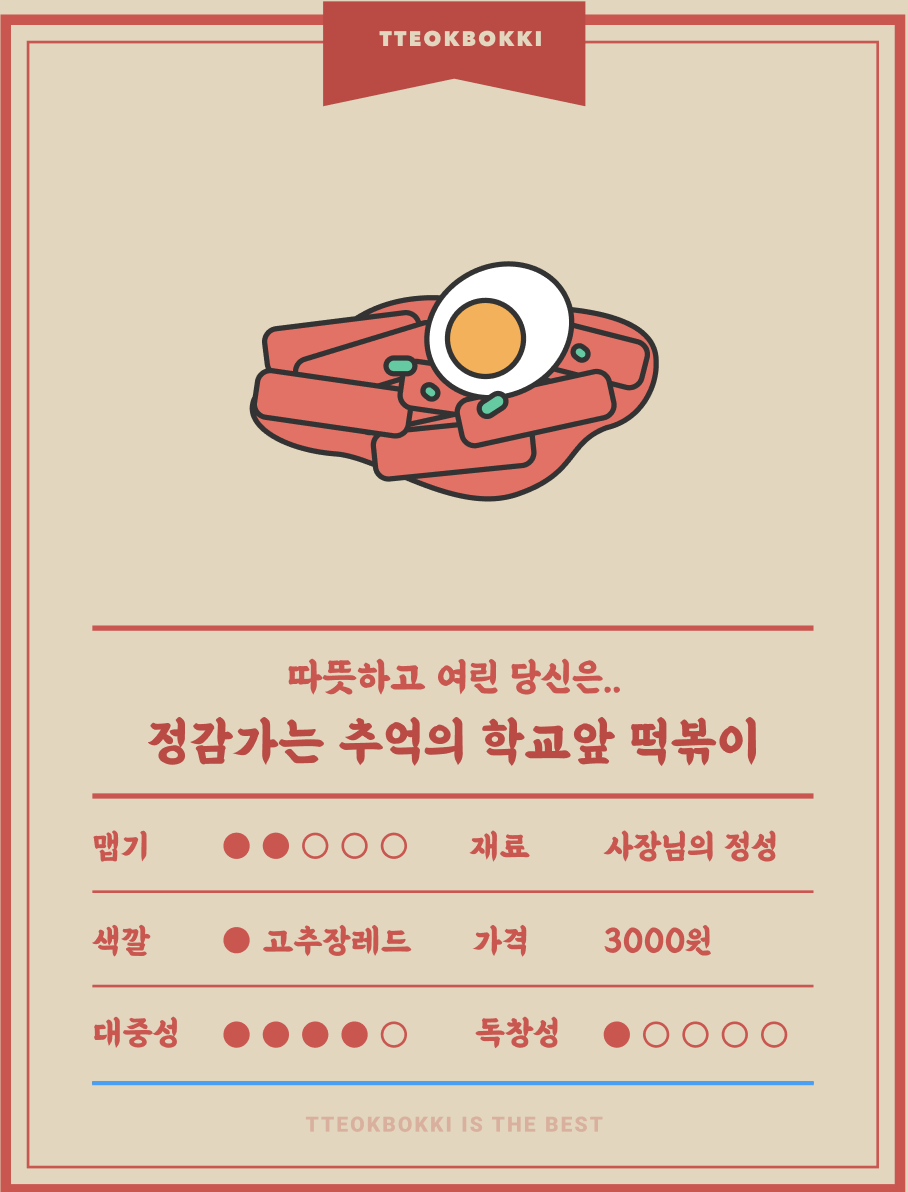 TTEOKBOKKI
따뜻하고 여린 당신은..
정감가는 추억의 학교앞 떡볶이
맵기 재료 사장님의 정성
색깔 고추장레드 가격 3000원
대중성 독창성
TTEOKBOKKI IS THE BEST